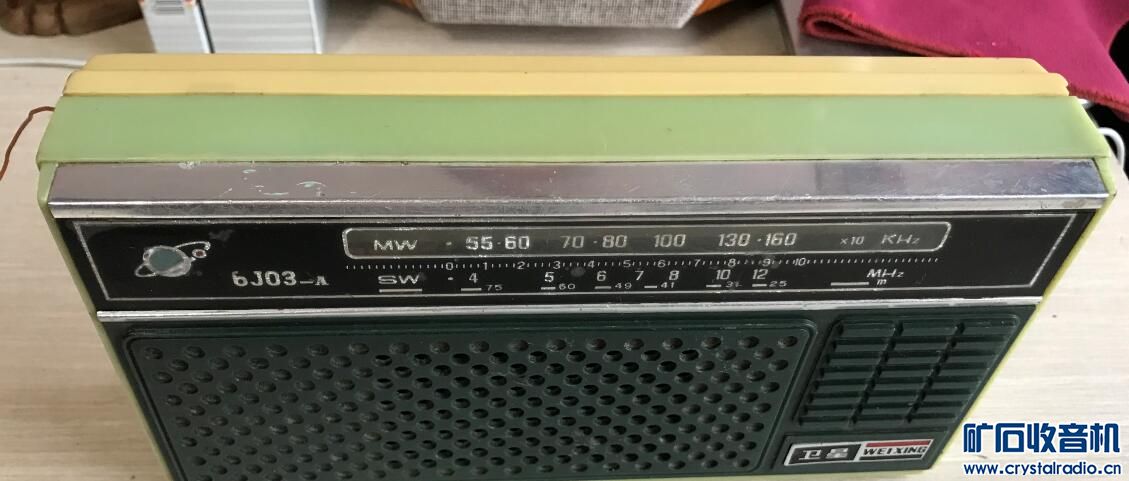 MW · 55·60 70·80 100 130·160 ×10 KHz
0 1 2 3 4 5 6 7 8 9 10
6J03-A SW · 4 5 6 7 8 10 12 MHz
75 60 49 41 31 25 m
卫星 WEIXING
矿石收音机
www.crystalradio.cn